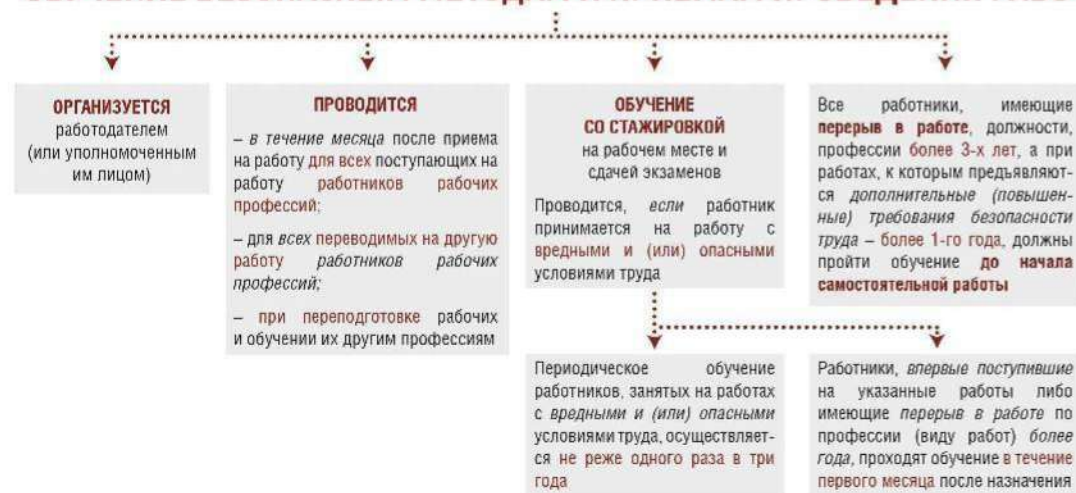 ОБУЧЕНИЕ БЕЗОПАСНЫМ МЕТОДАМ И ПРИЕМАМ
ОРГАНИЗУЕТСЯ
работодателем
(или уполномоченным
им лицом)
ПРОВОДИТСЯ
– в течение месяца после приема
на работу для всех поступающих на
работу работников рабочих
профессий;
– для всех переводимых на другую
работу работников рабочих
профессий;
– при переподготовке рабочих
и обучении их другим профессиям
ОБУЧЕНИЕ
СО СТАЖИРОВКОЙ
на рабочем месте и
сдачей экзаменов
Проводится, если работник
принимается на работу с
вредными и (или) опасными
условиями труда
Все работники, имеющие
перерыв в работе, должности,
профессии более 3-х лет, а при
работах, к которым предъявляют-
ся дополнительные (повышен-
ные) требования безопасности
труда – более 1-го года, должны
пройти обучение до начала
самостоятельной работы
Периодическое обучение
работников, занятых на работах
с вредными и (или) опасными
условиями труда, осуществляет-
ся не реже одного раза в три
года
Работники, впервые поступившие
на указанные работы либо
имеющие перерыв в работе по
профессии (виду работ) более
года, проходят обучение в течение
первого месяца после назначения